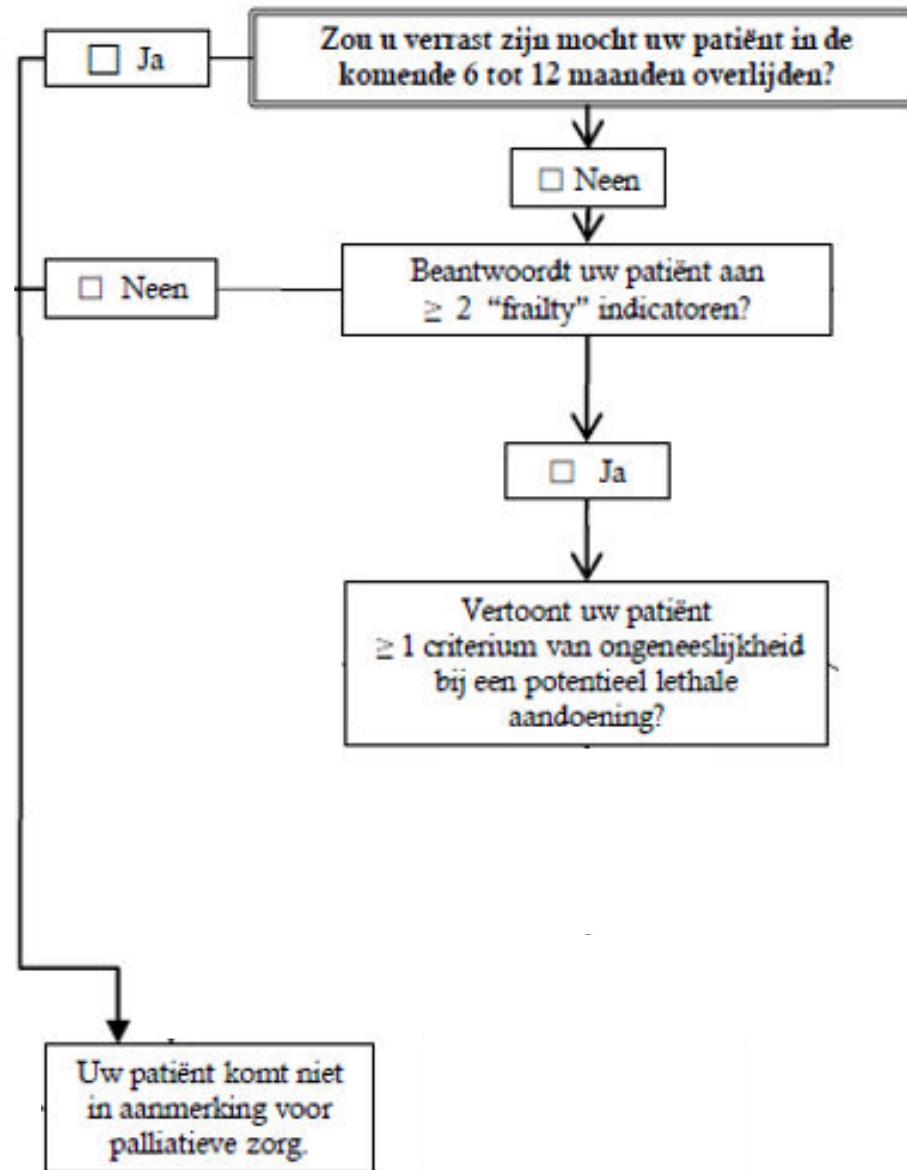 ☐ Ja
Zou u verrast zijn mocht uw patiënt in de
komende 6 tot 12 maanden overlijden?
☐ Neen
☐ Neen
Beantwoordt uw patiënt aan
≥ 2 “frailty” indicatoren?
☐ Ja
Vertoont uw patiënt
≥ 1 criterium van ongeneeslijkheid
bij een potentieel lethale
aandoening?
Uw patiënt komt niet
in aanmerking voor
palliatieve zorg.